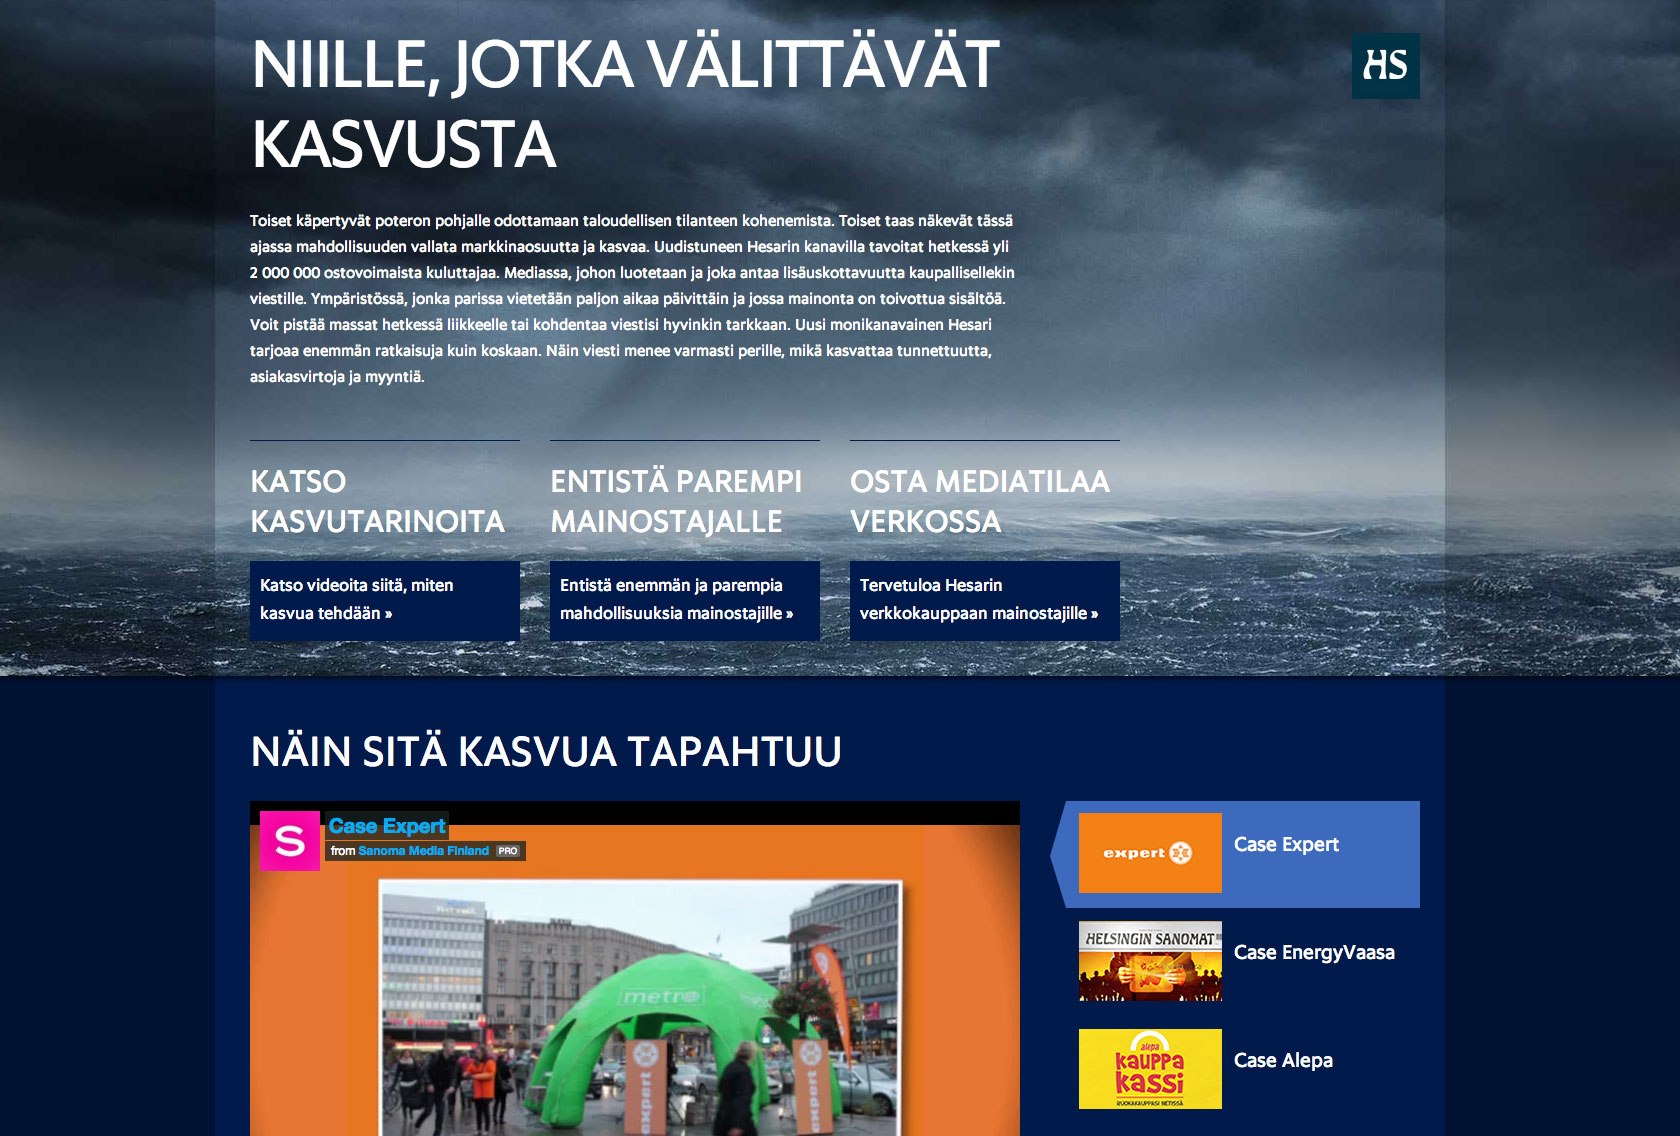 NIILLE, JOTKA VÄLITTÄVÄT
KASVUSTA
HS
Toiset käpertyvät poteron pohjalle odottamaan taloudellisen tilanteen kohenemista. Toiset taas näkevät tässä
ajassa mahdollisuuden vallata markkinaosuutta ja kasvaa. Uudistuneen Hesarin kanavilla tavoitat hetkessä yli
2 000 000 ostovoimaista kuluttajaa. Mediassa, johon luotetaan ja joka antaa lisäuskottavuutta kaupallisellekin
viestille. Ympäristössä, jonka parissa vietetään paljon aikaa päivittäin ja jossa mainonta on toivottua sisältöä.
Voit pistää massat hetkessä liikkeelle tai kohdentaa viestisi hyvinkin tarkkaan. Uusi monikanavainen Hesari
tarjoaa enemmän ratkaisuja kuin koskaan. Näin viesti menee varmasti perille, mikä kasvattaa tunnettuutta,
asiakasvirtoja ja myyntiä.
KATSO
KASVUTARINOITA
Katso videoita siitä, miten
kasvua tehdään »
ENTISTÄ PAREMPI
MAINOSTAJALLE
Entistä enemmän ja parempia
mahdollisuuksia mainostajille »
OSTA MEDIATILAA
VERKOSSA
Tervetuloa Hesarin
verkkokauppaan mainostajille »
NÄIN SITÄ KASVUA TAPAHTUU
S
Case Expert
from Sanoma Media Finland PRO
metro
expert
expert
expert
Case Expert
HELSINGIN SANOMAT
Case EnergyVaasa
alepa
kauppa
kassi
RUOKAKAUPPASI NETISSÄ
Case Alepa